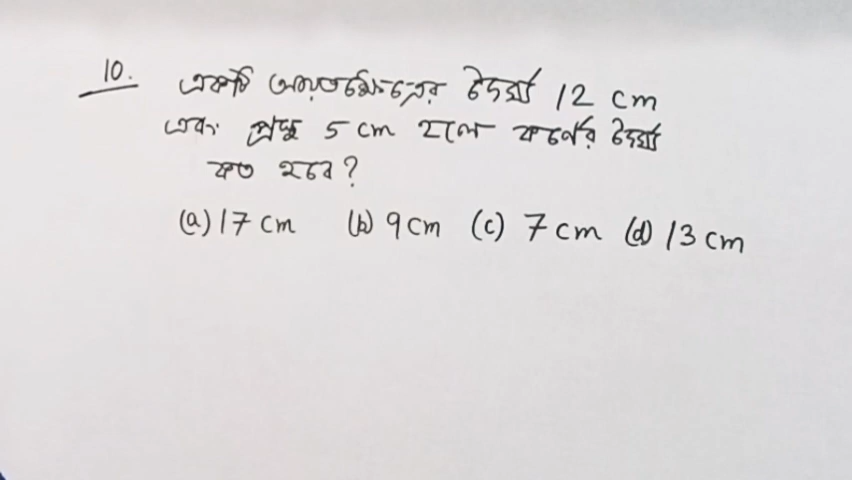 10. একটি আয়তক্ষেত্রের দৈর্ঘ্য 12 cm
এবং প্রস্থ 5 cm হলে কর্ণের দৈর্ঘ্য
কত হবে?
(a) 17 cm (b) 9 cm (c) 7 cm (d) 13 cm